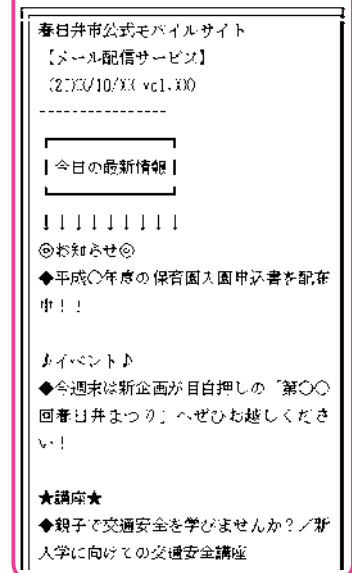 春日井市公式モバイルサイト
【メール配信サービス】
(20XX/10/XX vol.XX)
----------------
今日の最新情報
↓↓↓↓↓↓↓↓↓
◎お知らせ◎
◆平成○年度の保育園入園申込書を配布
中！！
♪イベント♪
◆今週末は新企画が目白押しの「第○○
回春日井まつり」へぜひお越しくださ
い！
★講座★
◆親子で交通安全を学びませんか？／新
入学に向けての交通安全講座